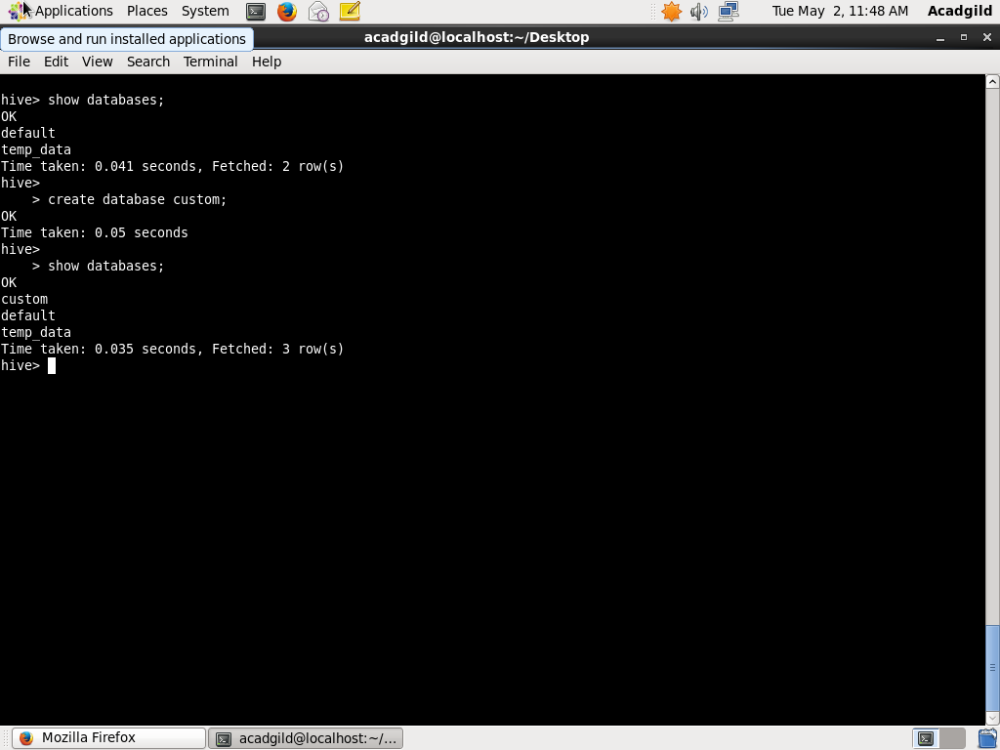 Applications Places System Tue May 2, 11:48 AM Acadgild
Browse and run installed applications
acadgild@localhost:~/Desktop
File Edit View Search Terminal Help
hive> show databases;
OK
default
temp_data
Time taken: 0.041 seconds, Fetched: 2 row(s)
hive>
    > create database custom;
OK
Time taken: 0.05 seconds
hive>
    > show databases;
OK
custom
default
temp_data
Time taken: 0.035 seconds, Fetched: 3 row(s)
hive>
Mozilla Firefox acadgild@localhost:~/...